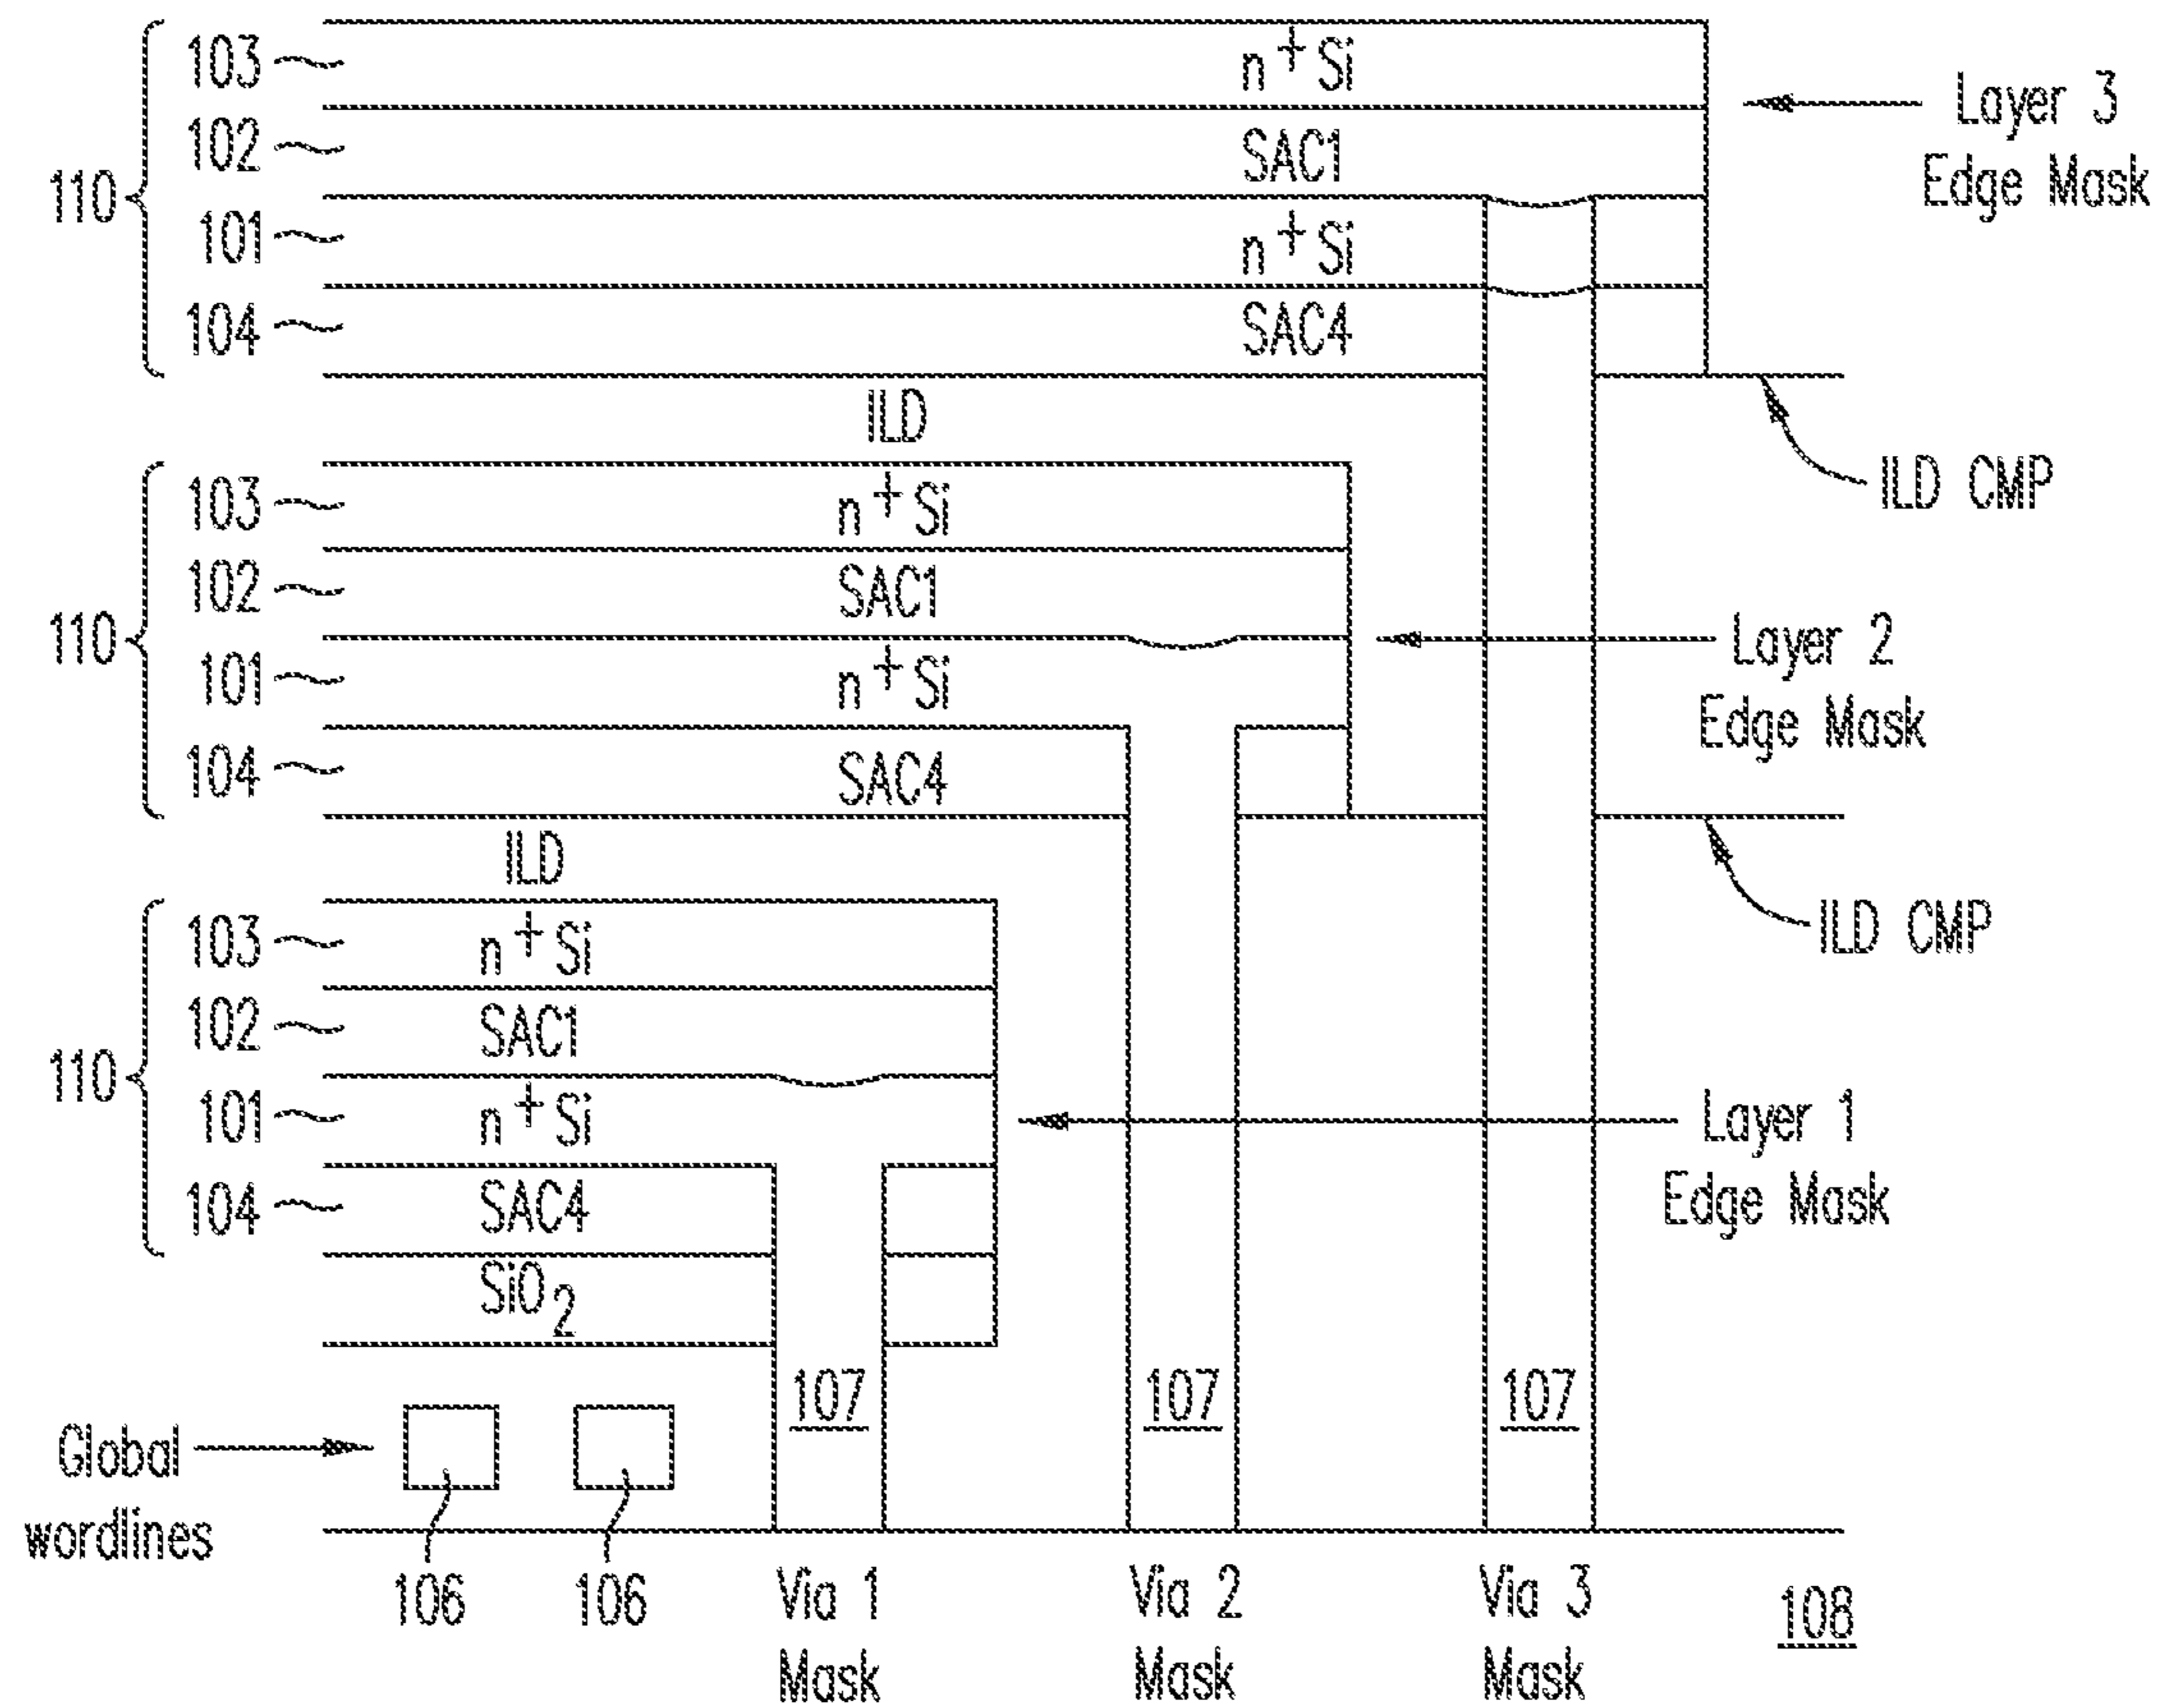 103 n+Si
Layer 3
Edge Mask
102 SAC1
110
101 n+Si
104 SAC4
ILD
ILD CMP
103 n+Si
102 SAC1
110
Layer 2
Edge Mask
101 n+Si
104 SAC4
ILD
ILD CMP
103 n+Si
102 SAC1
110
101 n+Si
Layer 1
Edge Mask
104 SAC4
SiO2
107 107 107
Global
wordlines
106 106
Via 1
Mask
Via 2
Mask
Via 3
Mask
108